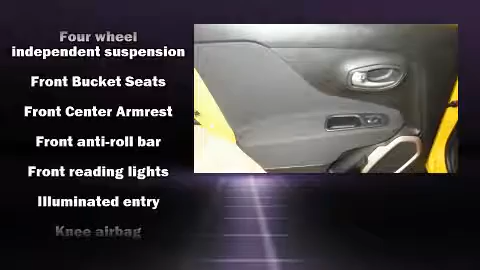 Four wheel
independent suspension
Front Bucket Seats
Front Center Armrest
Front anti-roll bar
Front reading lights
Illuminated entry
Knee airbag